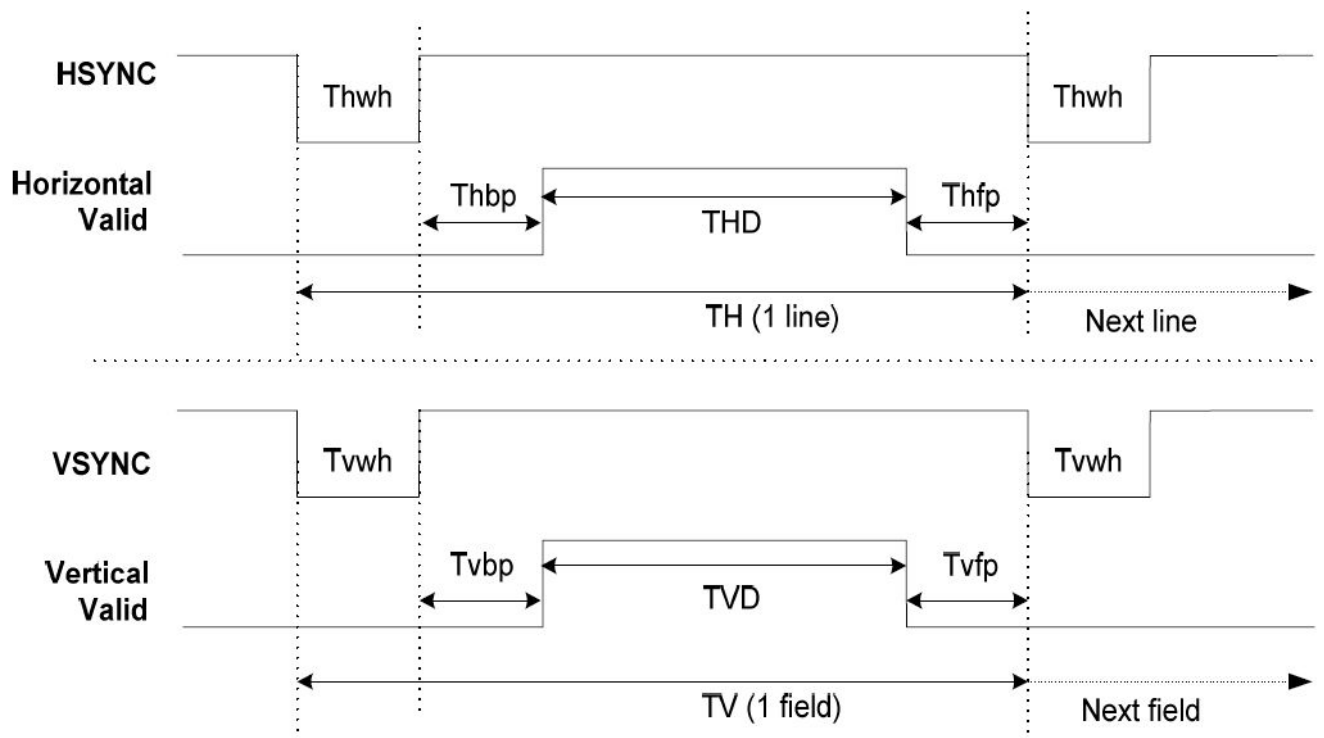 HSYNC
Thwh
Thwh
Horizontal
Valid
Thbp
THD
Thfp
TH (1 line)
Next line
VSYNC
Tvwh
Tvwh
Vertical
Valid
Tvbp
TVD
Tvfp
TV (1 field)
Next field